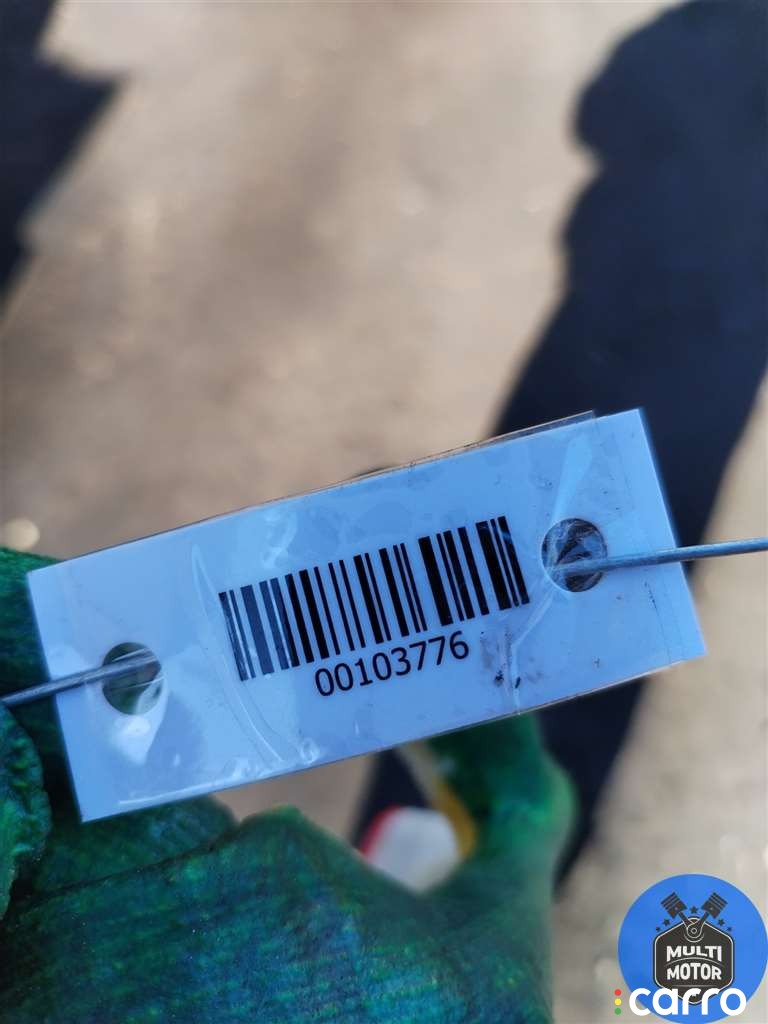 00103776
MULTI
MOTOR
carro